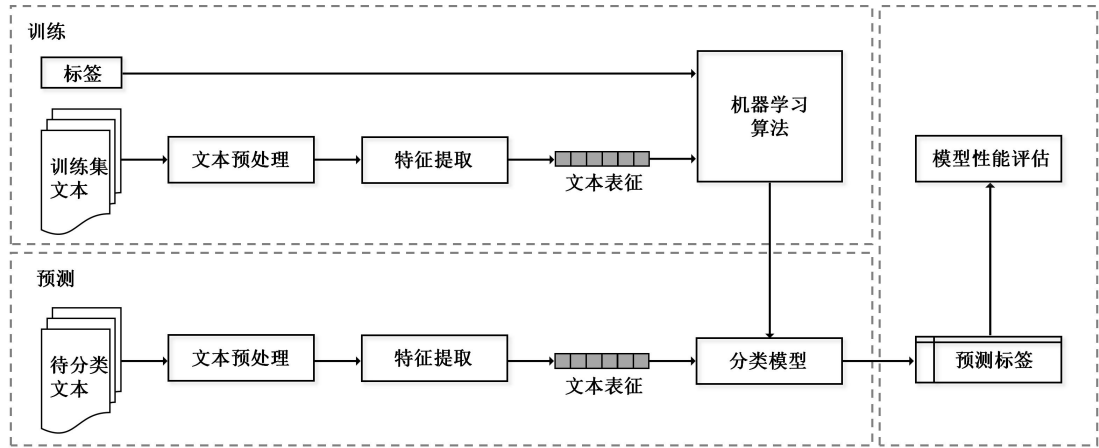 训练
标签
训练集
文本
文本预处理
特征提取
文本表征
机器学习
算法
模型性能评估
预测
待分类
文本
文本预处理
特征提取
文本表征
分类模型
预测标签